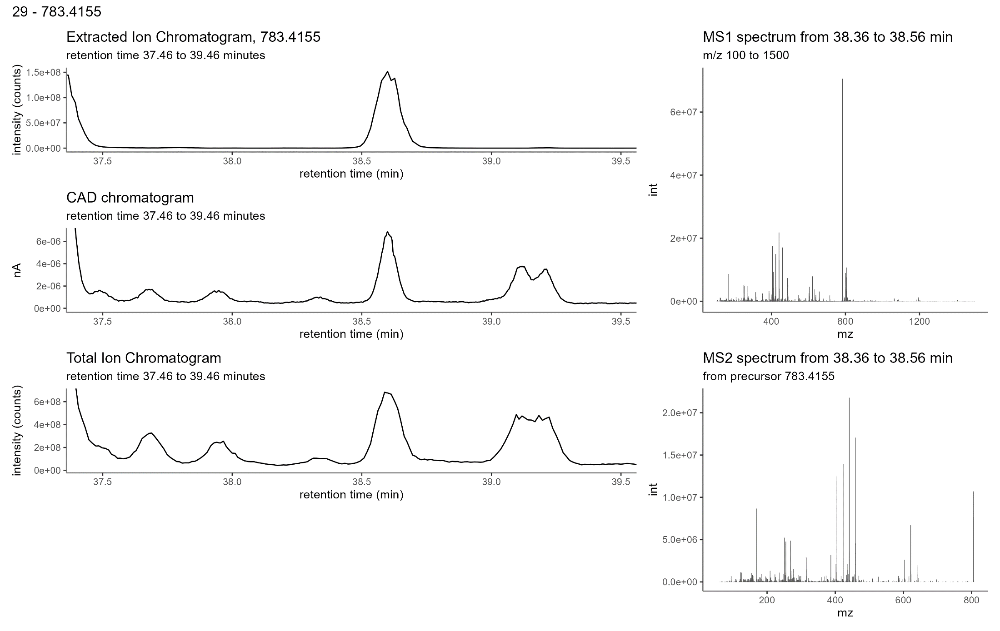 29 - 783.4155
Extracted Ion Chromatogram, 783.4155
retention time 37.46 to 39.46 minutes
intensity (counts)
1.5e+08
1.0e+08
5.0e+07
0.0e+00
37.5 38.0 38.5 39.0 39.5
retention time (min)
CAD chromatogram
retention time 37.46 to 39.46 minutes
nA
6e-06
4e-06
2e-06
0e+00
37.5 38.0 38.5 39.0 39.5
retention time (min)
Total Ion Chromatogram
retention time 37.46 to 39.46 minutes
intensity (counts)
6e+08
4e+08
2e+08
0e+00
37.5 38.0 38.5 39.0 39.5
retention time (min)
MS1 spectrum from 38.36 to 38.56 min
m/z 100 to 1500
int
6e+07
4e+07
2e+07
0e+00
400 800 1200
mz
MS2 spectrum from 38.36 to 38.56 min
from precursor 783.4155
int
2.0e+07
1.5e+07
1.0e+07
5.0e+06
0.0e+00
200 400 600 800
mz